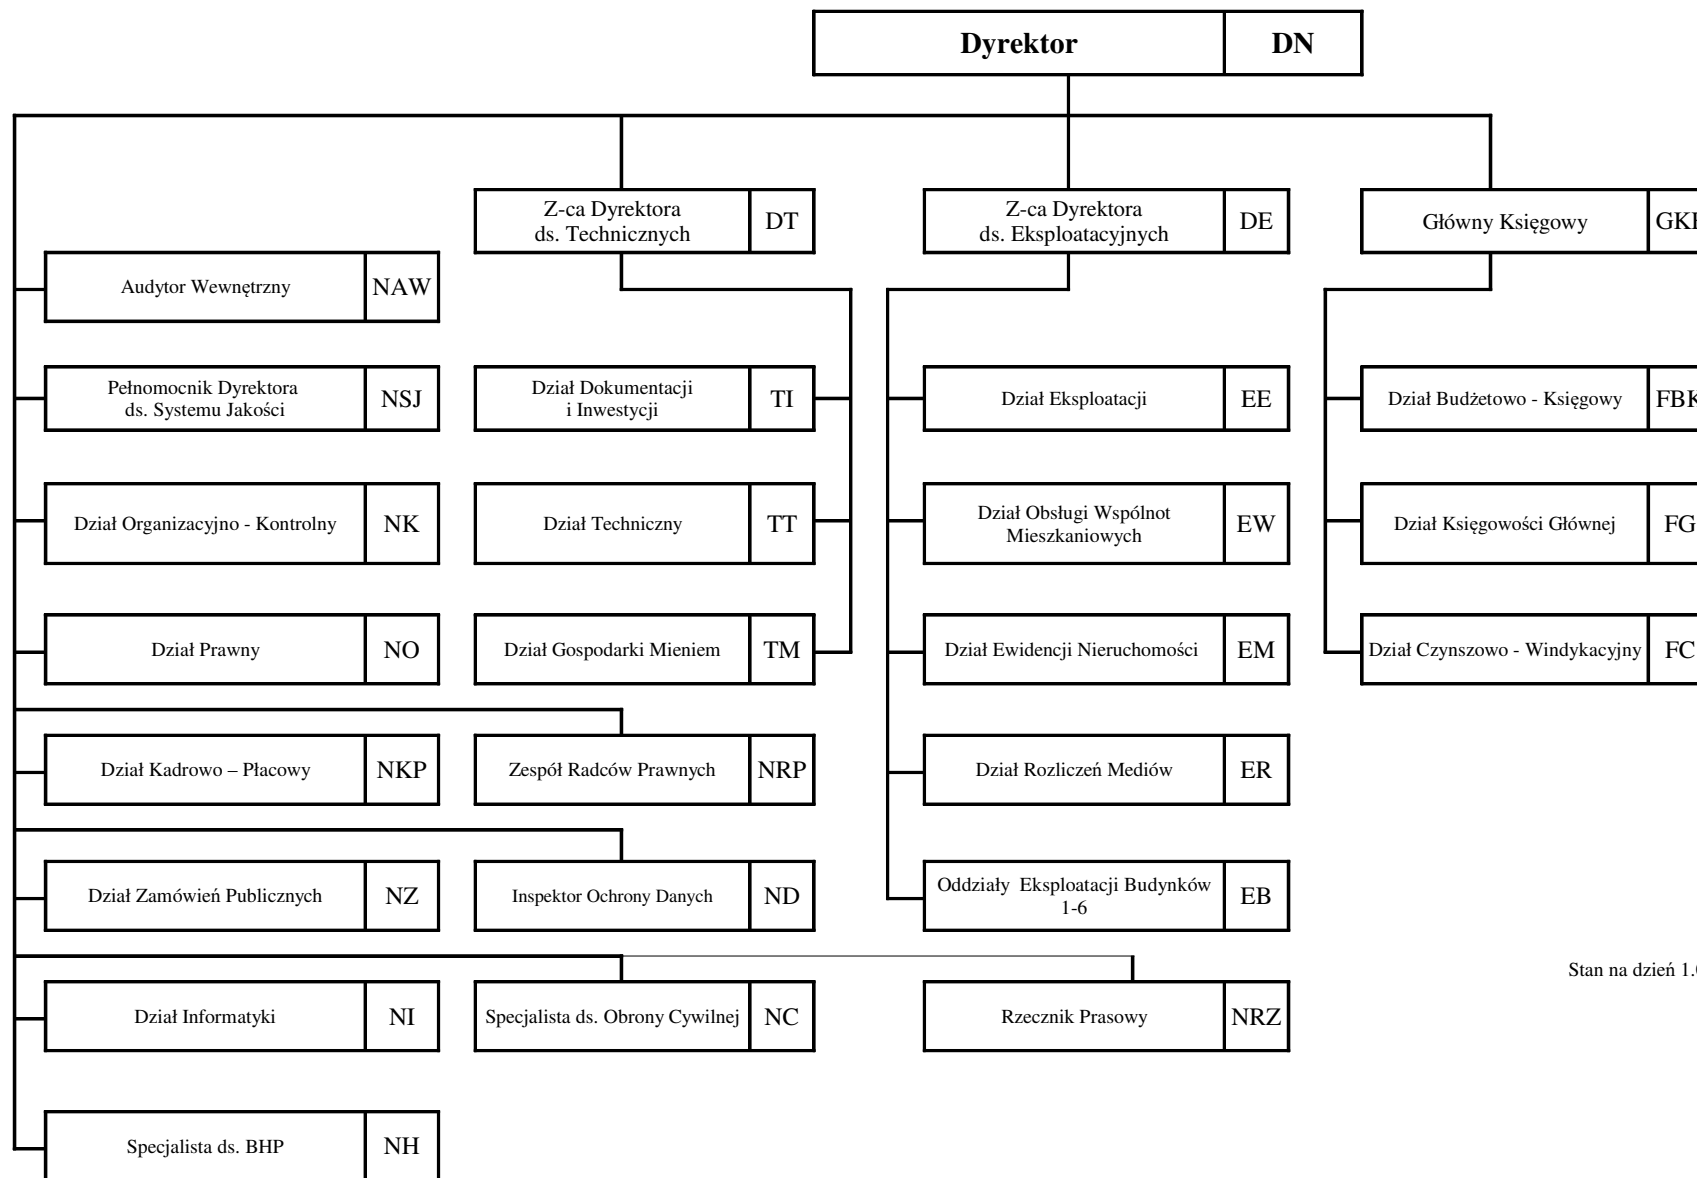 Dyrektor DN
Z-ca Dyrektora
ds. Technicznych
DT
Z-ca Dyrektora
ds. Eksploatacyjnych
DE
Główny Księgowy
Audytor Wewnętrzny NAW
Pełnomocnik Dyrektora
ds. Systemu Jakości
NSJ
Dział Dokumentacji
i Inwestycji
TI
Dział Eksploatacji EE
Dział Budżetowo - Księgowy
Dział Organizacyjno - Kontrolny NK
Dział Techniczny TT
Dział Obsługi Wspólnot
Mieszkaniowych
EW
Dział Księgowości Głównej FG
Dział Prawny NO
Dział Gospodarki Mieniem TM
Dział Ewidencji Nieruchomości EM
Dział Czynszowo - Windykacyjny FC
Dział Kadrowo – Płacowy NKP
Zespół Radców Prawnych NRP
Dział Rozliczeń Mediów ER
Dział Zamówień Publicznych NZ
Inspektor Ochrony Danych ND
Oddziały Eksploatacji Budynków
1-6
EB
Stan na dzień
Dział Informatyki NI
Specjalista ds. Obrony Cywilnej NC
Rzecznik Prasowy NRZ
Specjalista ds. BHP NH